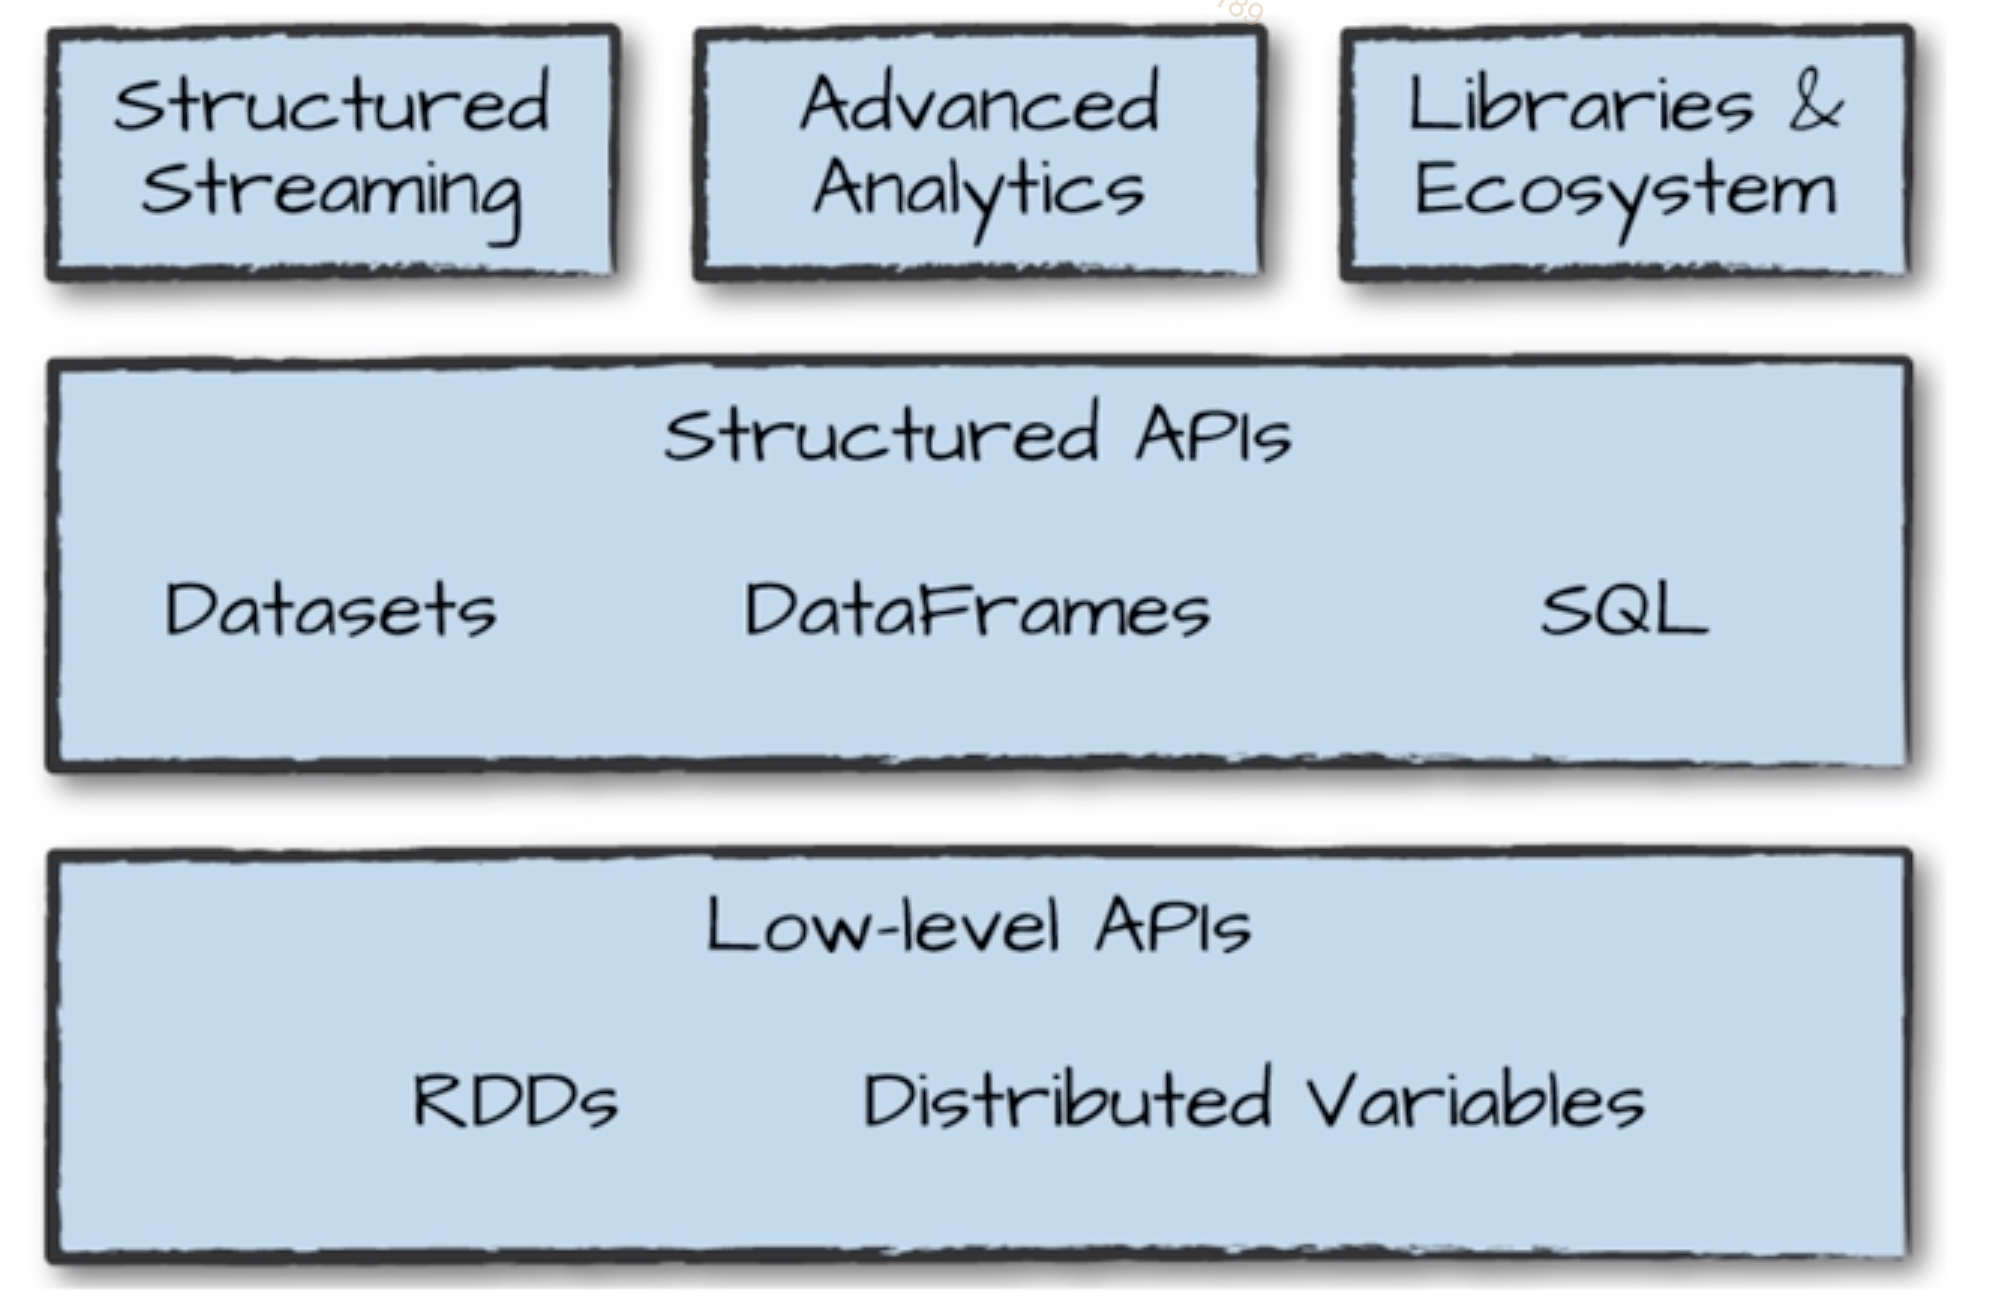 Structured
Streaming
Advanced
Analytics
Libraries &
Ecosystem
Structured APIs
Datasets DataFrames SQL
Low-level APIs
RDDs Distributed Variables